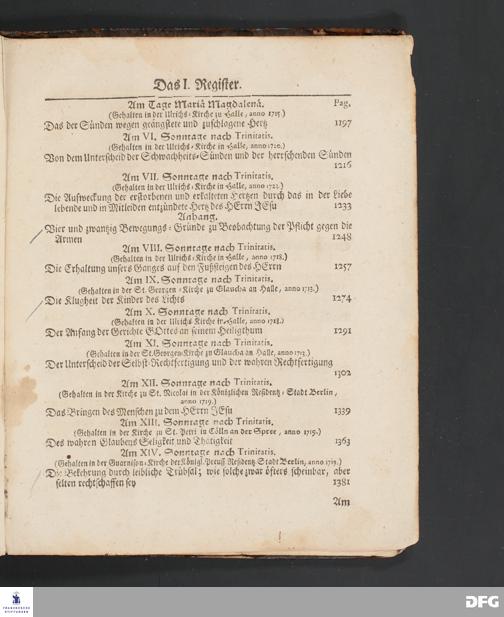 Das I. Register.
Am Tage Mariä Magdalenä. Pag.
(Gehalten in der Ulrichs-Kirche zu Halle, anno 1715.)
Das der Sünden wegen geängstete und zuschlagene Hertz 1197
Am VI. Sonntage nach Trinitatis.
(Gehalten in der Ulrichs-Kirche in Halle, anno 1720.)
Von dem Unterscheid der Schwachheits-Sünden und der herrschenden Sünden
1216
Am VII. Sonntage nach Trinitatis.
(Gehalten in der Ulrichs-Kirche in Halle, anno 1722.)
Die Aufweckung der erstorbenen und erkalteten Hertzen durch das in der Liebe
lebende und in Mitleiden entzündete Hertz des HErrn JEsu 1233
Anhang.
Vier und zwantzig Bewegungs-Gründe zu Beobachtung der Pflicht gegen die
Armen 1248
Am VIII. Sonntage nach Trinitatis.
(Gehalten in der Ulrichs-Kirche in Halle, anno 1718.)
Die Erhaltung unsers Ganges auf den Fußsteigen des HErrn 1257
Am IX. Sonntage nach Trinitatis.
(Gehalten in der St. Georgen-Kirche zu Glaucha an Halle, anno 1713.)
Die Klugheit der Kinder des Lichts 1274
Am X. Sonntage nach Trinitatis.
(Gehalten in der Ulrichs Kirche in Halle, anno 1718.)
Der Anfang der Gerichte GOttes an seinem Heiligthum 1291
Am XI. Sonntage nach Trinitatis.
(Gehalten in der St. Georgen-Kirche zu Glaucha an Halle, anno 1713.)
Der Unterscheid der Selbst-Rechtfertigung und der wahren Rechtfertigung
1302
Am XII. Sonntage nach Trinitatis.
(Gehalten in der Kirche zu St. Nicolai in der Königlichen Residentz-Stadt Berlin,
anno 1719.)
Das Bringen des Menschen zu dem HErrn JEsu 1339
Am XIII. Sonntage nach Trinitatis.
(Gehalten in der Kirche zu St. Petri in Cölln an der Spree, anno 1719.)
Des wahren Glaubens Seligkeit und Thätigkeit 1363
Am XIV. Sonntage nach Trinitatis.
(Gehalten in der Guarnison-Kirche der Königl. Preuß Residentz Stadt Berlin, anno 1713.)
Die Bekehrung durch leibliche Trübsal; wie solche zwar öfters scheinbar, aber
selten rechtschaffen sey 1381
Am
FRANCKESCHE
STIFTUNGEN
DFG